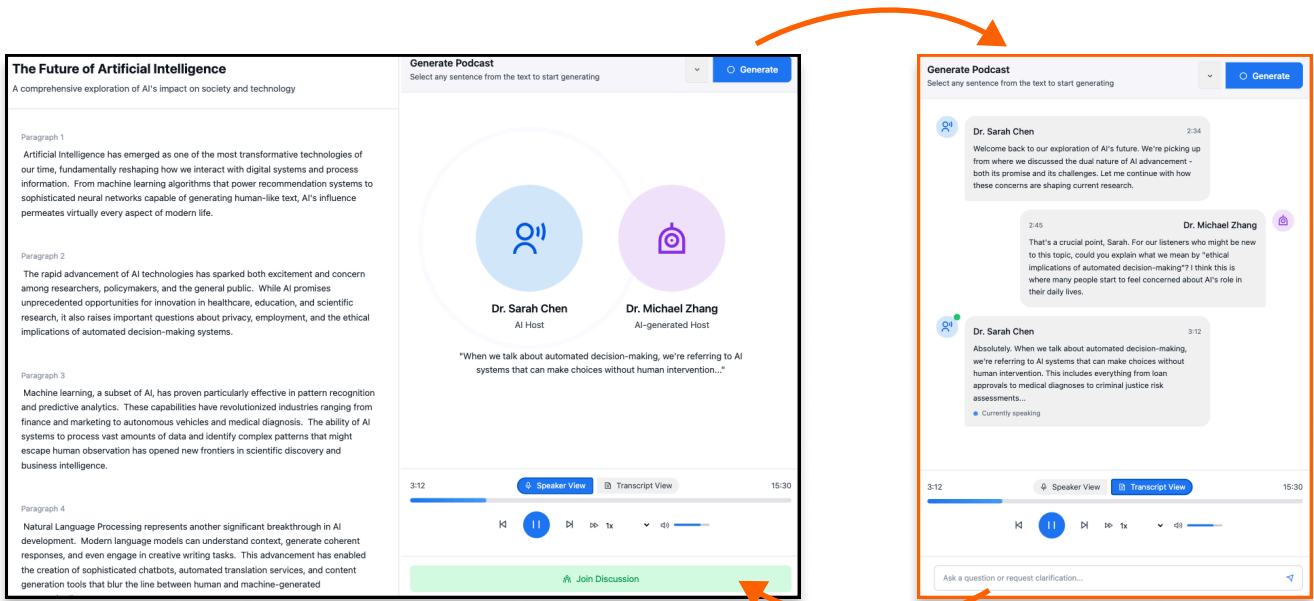 The Future of Artificial Intelligence
A comprehensive exploration of AI's impact on society and technology
Paragraph 1
Artificial Intelligence has emerged as one of the most transformative technologies of
our time, fundamentally reshaping how we interact with digital systems and process
information. From machine learning algorithms that power recommendation systems to
sophisticated neural networks capable of generating human-like text, AI's influence
permeates virtually every aspect of modern life.
Paragraph 2
The rapid advancement of AI technologies has sparked both excitement and concern
among researchers, policymakers, and the general public. While AI promises
unprecedented opportunities for innovation in healthcare, education, and scientific
research, it also raises important questions about privacy, employment, and the ethical
implications of automated decision-making systems.
Paragraph 3
Machine learning, a subset of AI, has proven particularly effective in pattern recognition
and predictive analytics. These capabilities have revolutionized industries ranging from
finance and marketing to autonomous vehicles and medical diagnosis. The ability of AI
systems to process vast amounts of data and identify complex patterns that might
escape human observation has opened new frontiers in scientific discovery and
business intelligence.
Paragraph 4
Natural Language Processing represents another significant breakthrough in AI
development. Modern language models can understand context, generate coherent
responses, and even engage in creative writing tasks. This advancement has enabled
the creation of sophisticated chatbots, automated translation services, and content
generation tools that blur the line between human and machine-generated
Generate Podcast
Select any sentence from the text to start generating
Generate
Dr. Sarah Chen
AI Host
Dr. Michael Zhang
AI-generated Host
"When we talk about automated decision-making, we're referring to AI
systems that can make choices without human intervention..."
3:12
Speaker View
Transcript View
15:30
1x
Join Discussion
Generate Podcast
Select any sentence from the text to start generating
Generate
Dr. Sarah Chen
2:34
Welcome back to our exploration of AI's future. We're picking up
from where we discussed the dual nature of AI advancement -
both its promise and its challenges. Let me continue with how
these concerns are shaping current research.
2:45
Dr. Michael Zhang
That's a crucial point, Sarah. For our listeners who might be new
to this topic, could you explain what we mean by "ethical
implications of automated decision-making"? I think this is
where many people start to feel concerned about AI's role in
their daily lives.
Dr. Sarah Chen
3:12
Absolutely. When we talk about automated decision-making,
we're referring to AI systems that can make choices without
human intervention. This includes everything from loan
approvals to medical diagnoses to criminal justice risk
assessments...
Currently speaking
3:12
Speaker View
Transcript View
15:30
1x
Ask a question or request clarification...